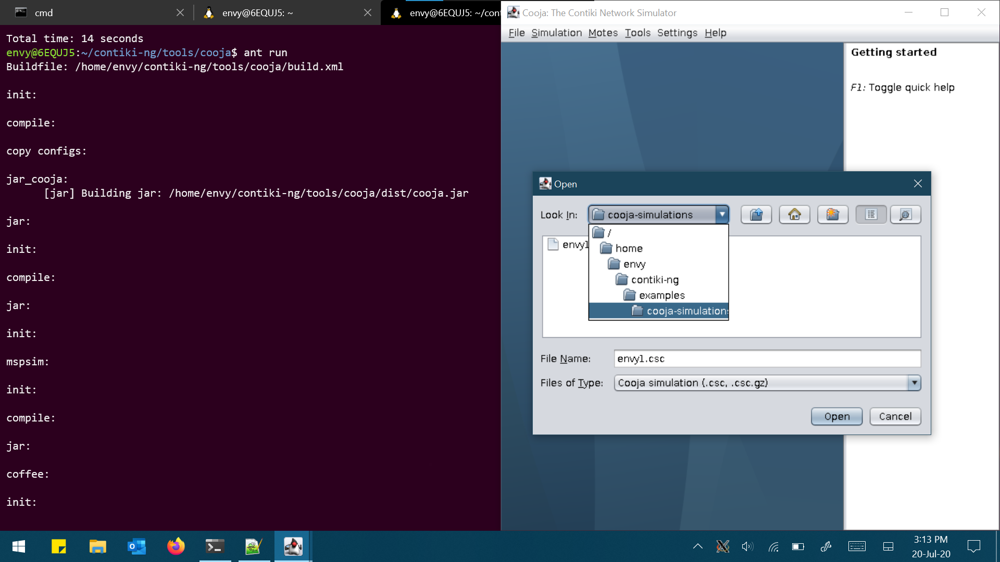 cmd
envy@6EQUJ5: ~
envy@6EQUJ5: ~/cont
Total time: 14 seconds
envy@6EQUJ5:~/contiki-ng/tools/cooja$ ant run
Buildfile: /home/envy/contiki-ng/tools/cooja/build.xml
init:
compile:
copy configs:
jar_cooja:
[jar] Building jar: /home/envy/contiki-ng/tools/cooja/dist/cooja.jar
jar:
init:
compile:
jar:
init:
mspsim:
init:
compile:
jar:
coffee:
init:
Cooja: The Contiki Network Simulator
File Simulation Motes Tools Settings Help
Getting started
F1: Toggle quick help
Open
Look In: cooja-simulations
/
home
envy
contiki-ng
examples
cooja-simulations
envy1
File Name: envy1.csc
Files of Type: Cooja simulation (.csc, .csc.gz)
Open Cancel
3:13 PM
20-Jul-20